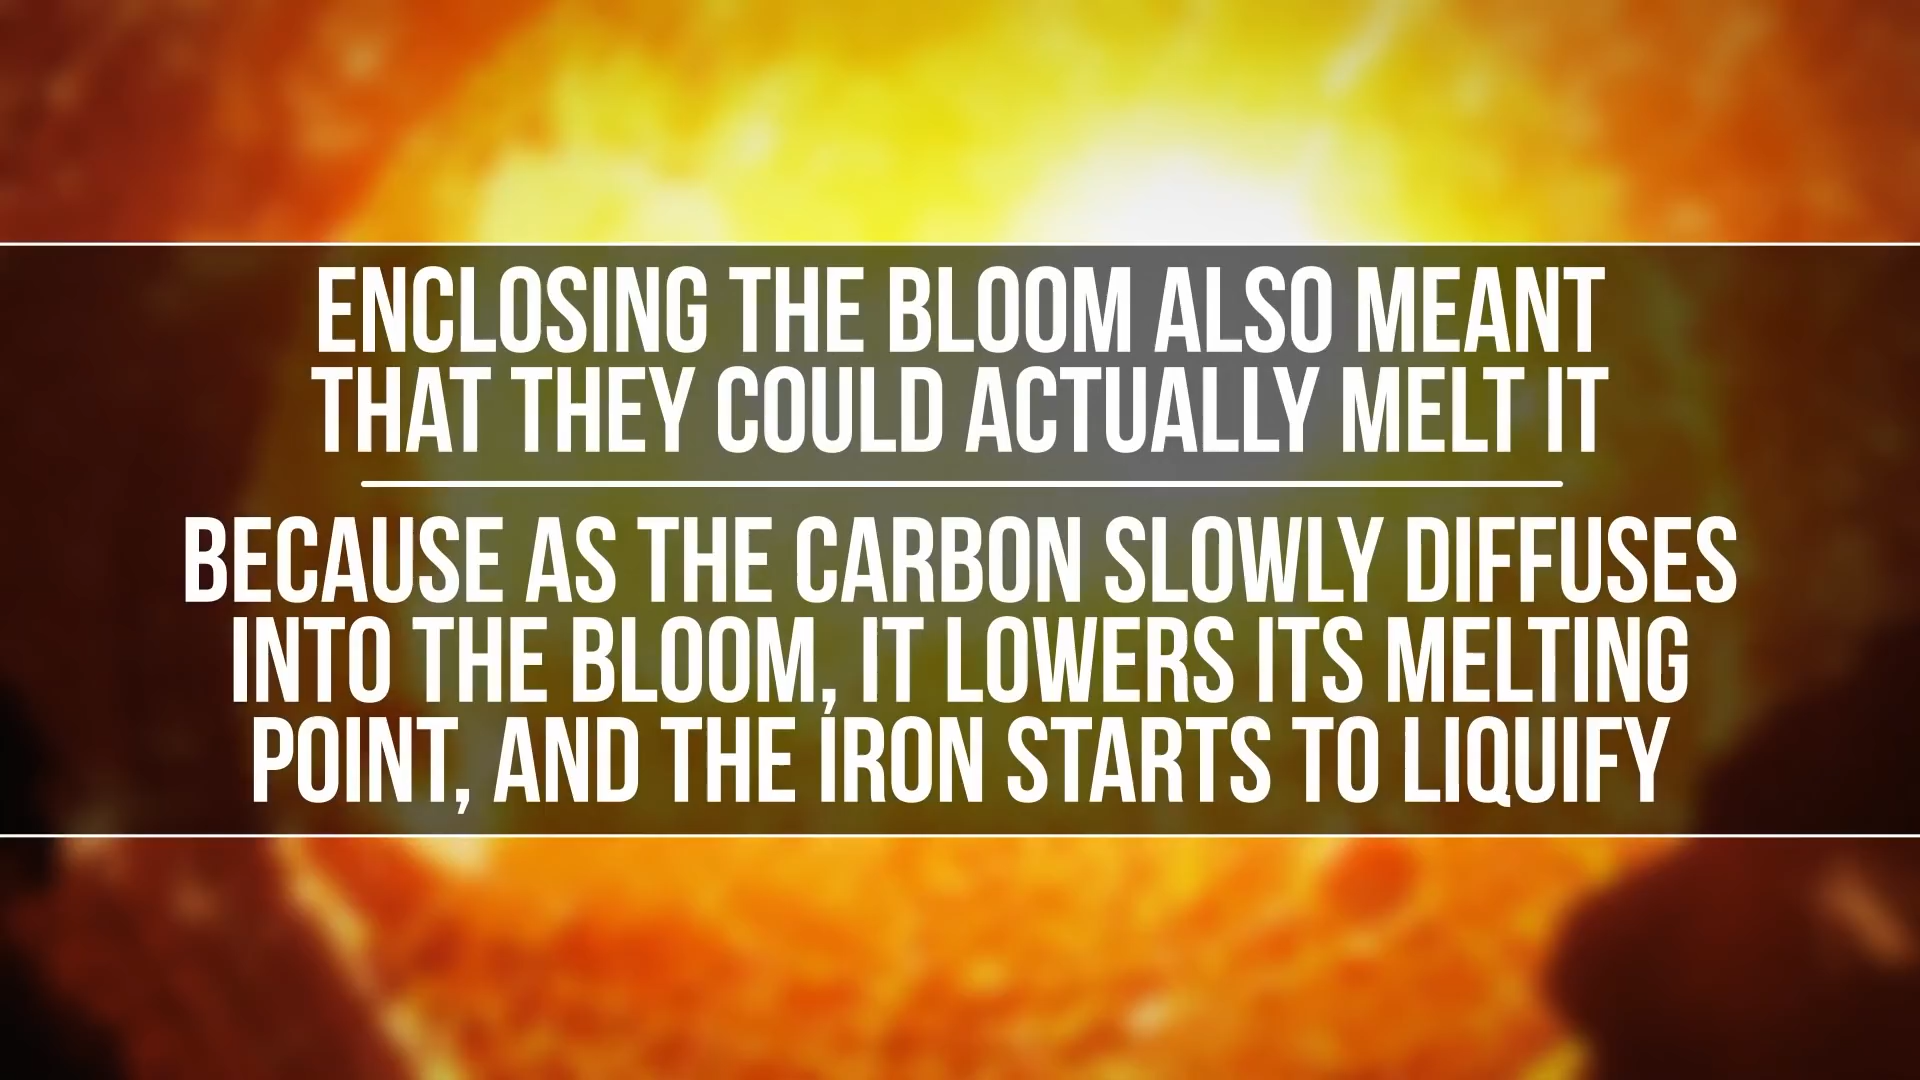 ENCLOSING THE BLOOM ALSO MEANT
THAT THEY COULD ACTUALLY MELT IT
BECAUSE AS THE CARBON SLOWLY DIFFUSES
INTO THE BLOOM, IT LOWERS ITS MELTING
POINT, AND THE IRON STARTS TO LIQUIFY